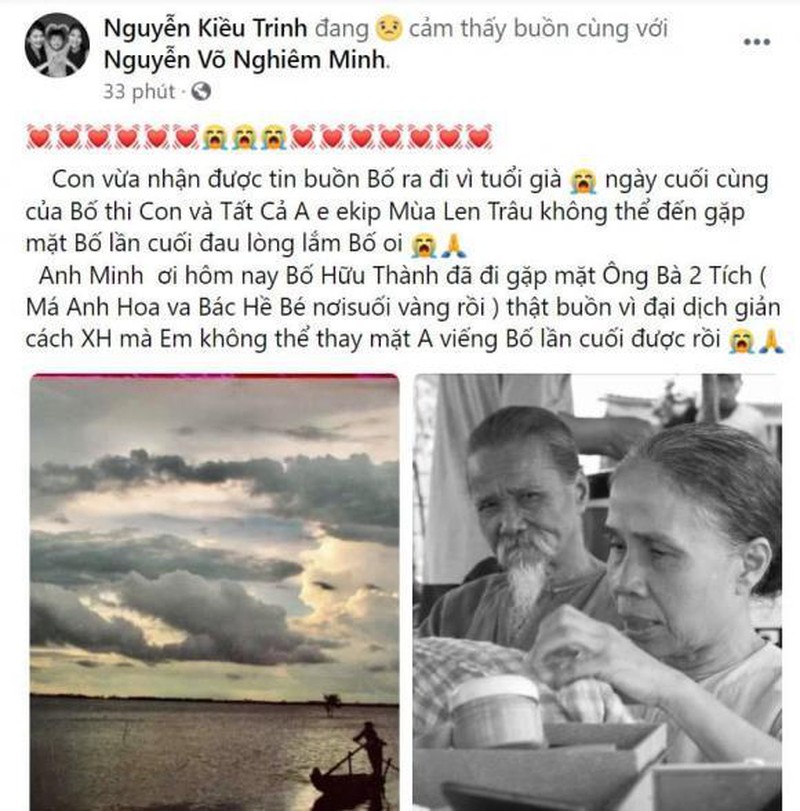 Nguyễn Kiều Trinh đang 😟 cảm thấy buồn cùng với
Nguyễn Võ Nghiêm Minh.
33 phút ·
💓💓💓💓💓💓😭😭😭💓💓💓💓💓💓💓
Con vừa nhận được tin buồn Bố ra đi vì tuổi già 😭 ngày cuối cùng
của Bố thi Con và Tất Cả A e ekip Mùa Len Trâu không thể đến gặp
mặt Bố lần cuối đau lòng lắm Bố oi 😭🙏
Anh Minh ơi hôm nay Bố Hữu Thành đã đi gặp mặt Ông Bà 2 Tích (
Má Anh Hoa va Bác Hề Bé nơisuối vàng rồi ) thật buồn vì đại dịch giản
cách XH mà Em không thể thay mặt A viếng Bố lần cuối được rồi 😭🙏